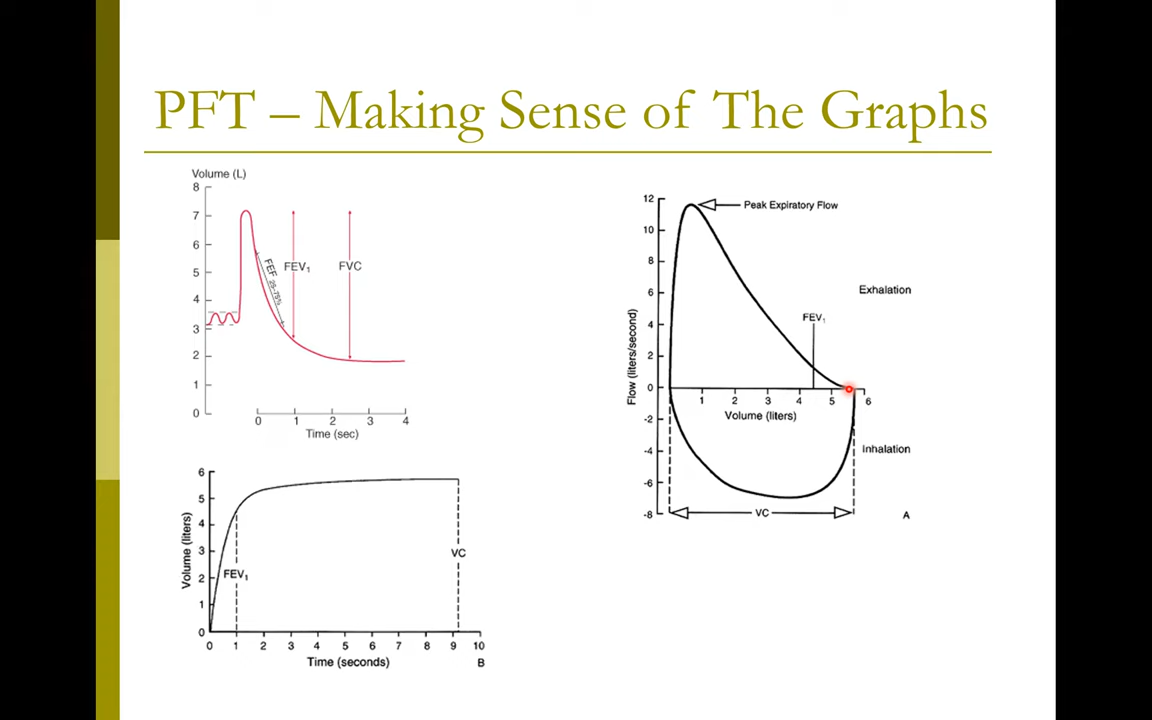 PFT – Making Sense of The Graphs
Volume (L)
8
7
6
5
4
3
2
1
0
FEF 25–75%
FEV1
FVC
0 1 2 3 4
Time (sec)
12
10
8
6
4
2
0
-2
-4
-6
-8
Flow (liters/second)
Peak Expiratory Flow
Exhalation
FEV1
1 2 3 4 5 6
Volume (liters)
Inhalation
VC
A
6
5
4
3
2
1
0
Volume (liters)
FEV1
VC
0 1 2 3 4 5 6 7 8 9 10
Time (seconds)
B